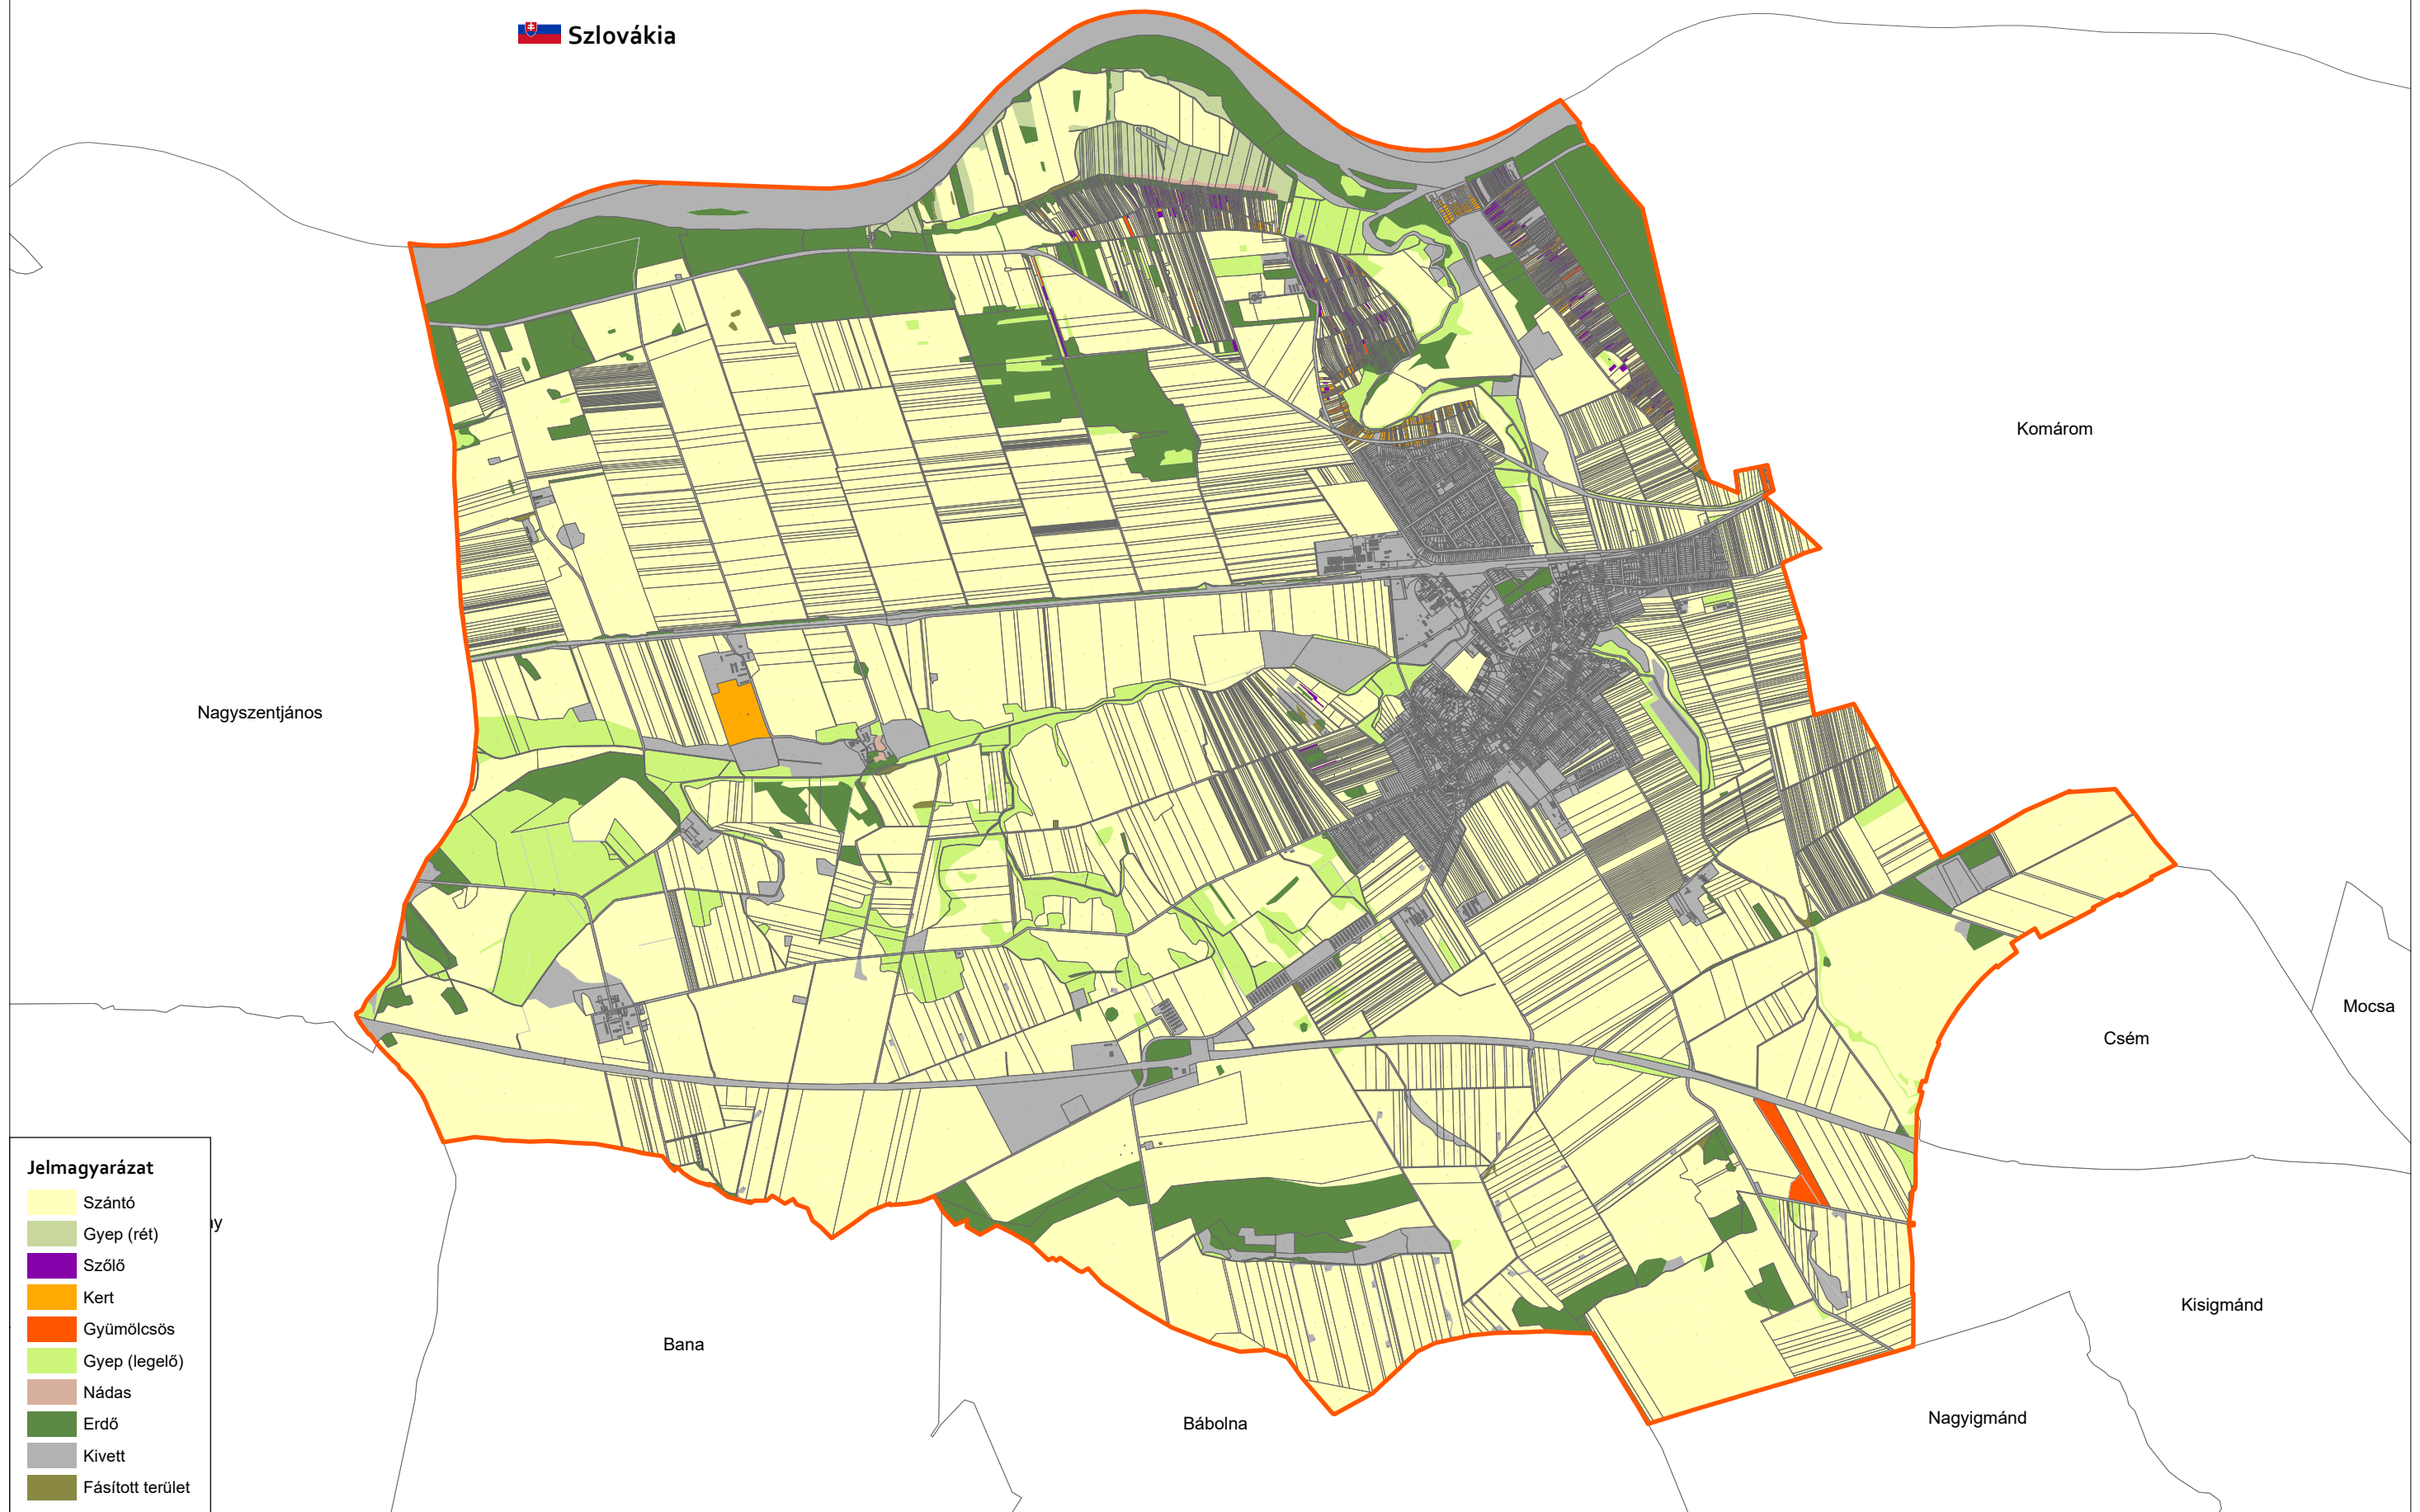 Szlovákia
Komárom
Nagyszentjános
Mocsa
Csém
Jelmagyarázat
Szántó
Gyep (rét)
ny
Szőlő
Kert
Kisigmánd
Gyümölcsös
Bana
Gyep (legelő)
Nádas
Nagyigmánd
Bábolna
Erdő
Kivett
Fásított terület